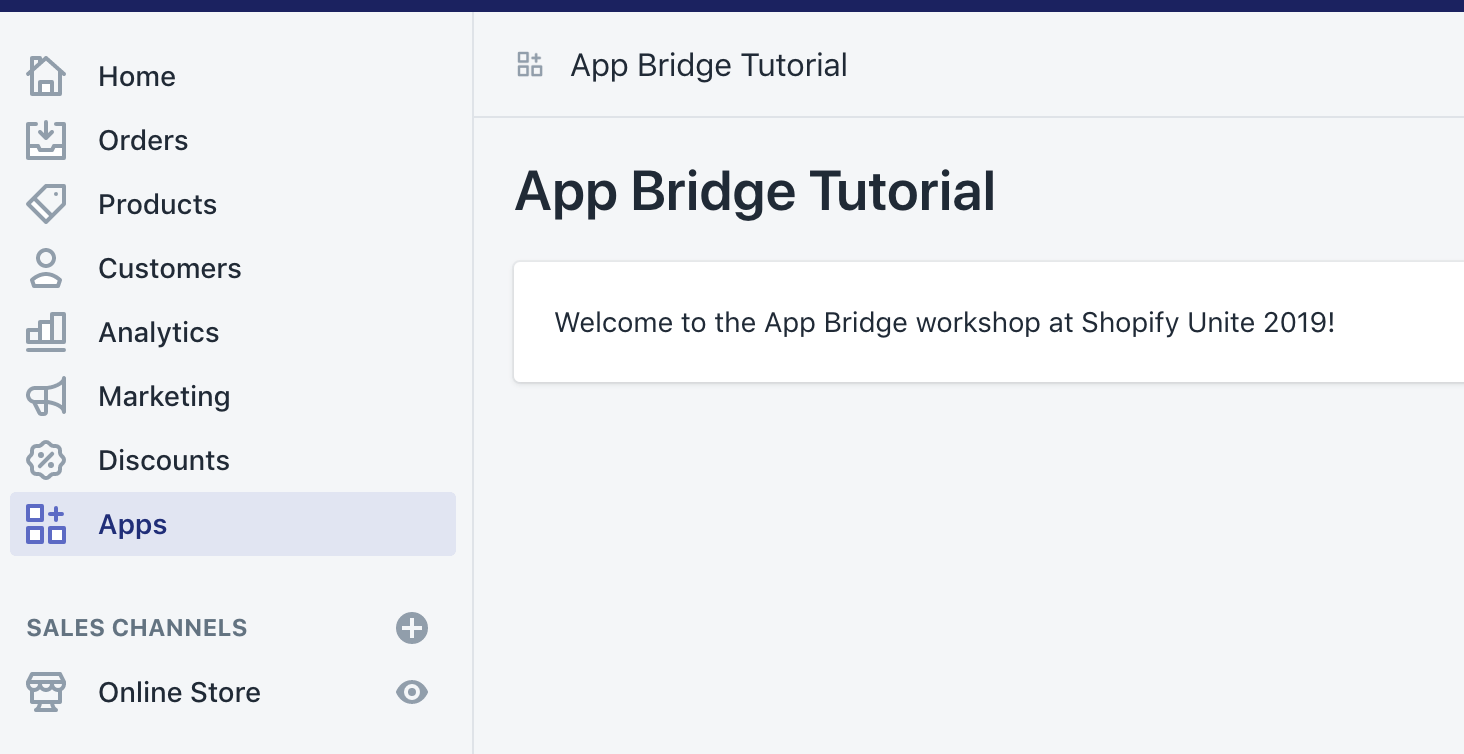 Home
Orders
Products
Customers
Analytics
Marketing
Discounts
Apps
SALES CHANNELS
Online Store
App Bridge Tutorial
App Bridge Tutorial
Welcome to the App Bridge workshop at Shopify Unite 2019!